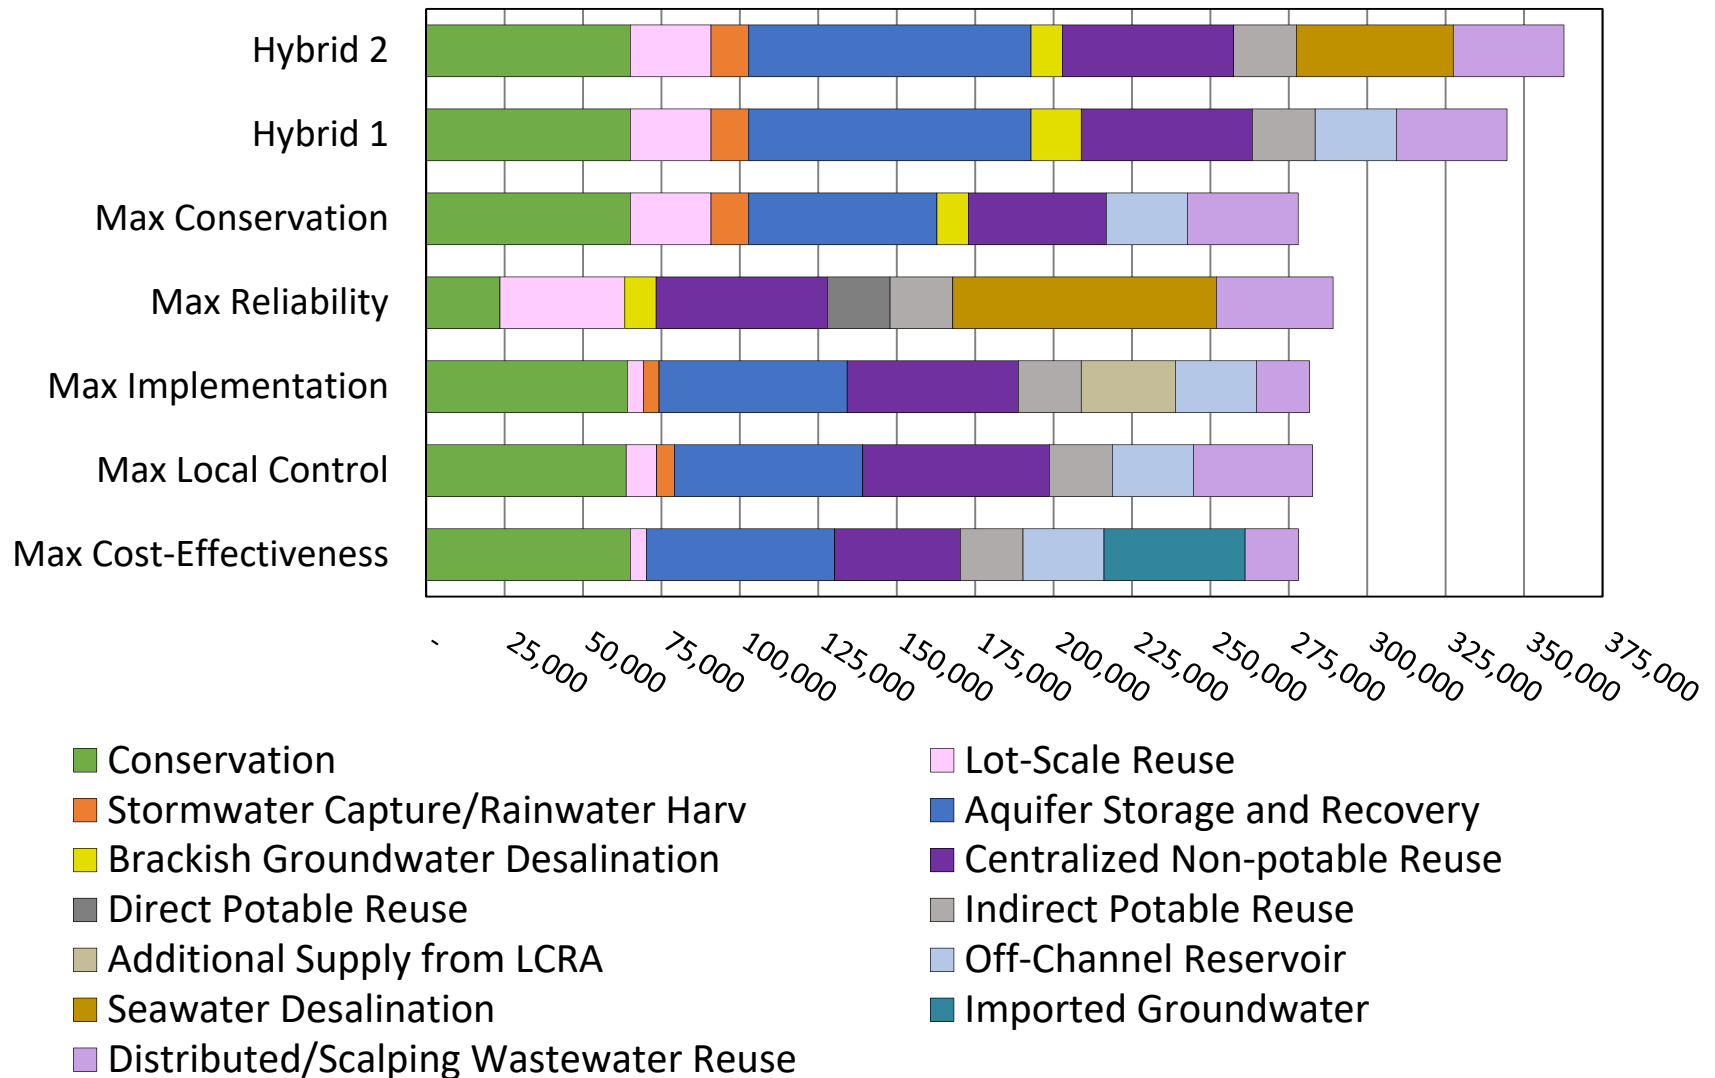 Hybrid 2
Hybrid 1
Max Conservation
Max Reliability
Max Implementation
Max Local Control
Max Cost-Effectiveness
- 25,000 50,000 75,000 100,000 125,000 150,000 175,000 200,000 225,000 250,000 275,000 300,000 325,000 350,000 375,000
Conservation
Lot-Scale Reuse
Stormwater Capture/Rainwater Harv
Aquifer Storage and Recovery
Brackish Groundwater Desalination
Centralized Non-potable Reuse
Direct Potable Reuse
Indirect Potable Reuse
Additional Supply from LCRA
Off-Channel Reservoir
Seawater Desalination
Imported Groundwater
Distributed/Scalping Wastewater Reuse